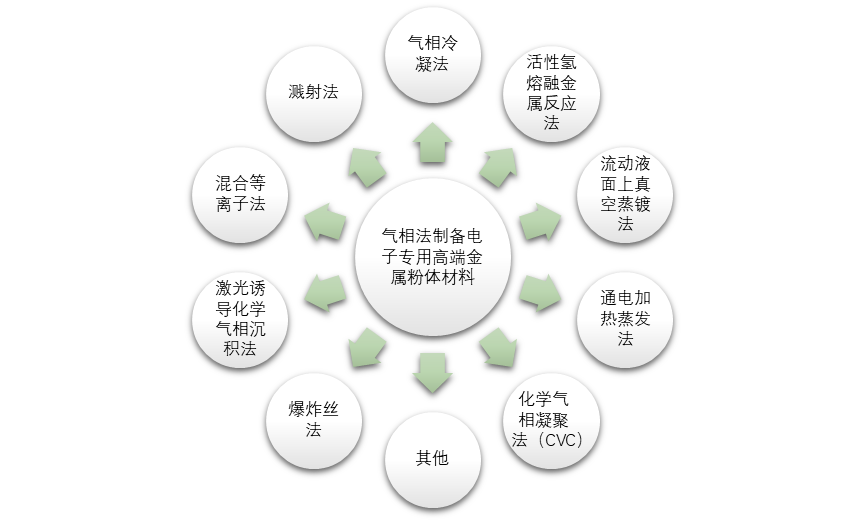 气相冷
凝法
活性氢
熔融金
属反应
法
流动液
面上真
空蒸镀
法
通电加
热蒸发
法
化学气
相凝聚
法（CVC）
其他
爆炸丝
法
激光诱
导化学
气相沉
积法
混合等
离子法
溅射法
气相法制备电
子专用高端金
属粉体材料